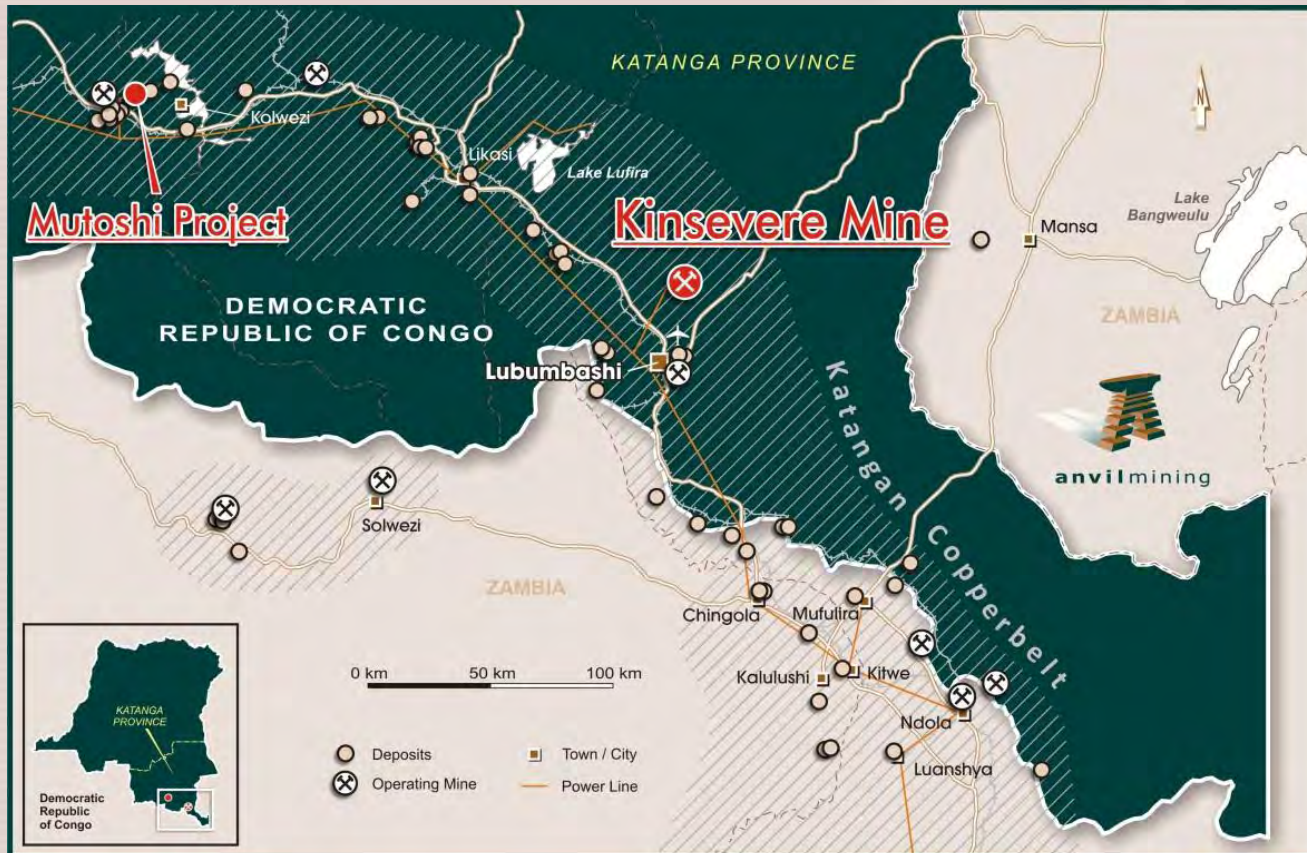 KATANGA PROVINCE
N
Kolwezi
Likasi
Lake Lufira
Mutoshi Project
Kinsevere Mine
Lake
Bangweulu
Mansa
DEMOCRATIC
REPUBLIC OF CONGO
ZAMBIA
Lubumbashi
Katangan Copperbelt
anvilmining
Solwezi
ZAMBIA
Chingola
Mufulira
Kalulushi
Kitwe
Ndola
Luanshya
0 km 50 km 100 km
Deposits
Town / City
Operating Mine
Power Line
KATANGA
PROVINCE
Democratic
Republic
of Congo